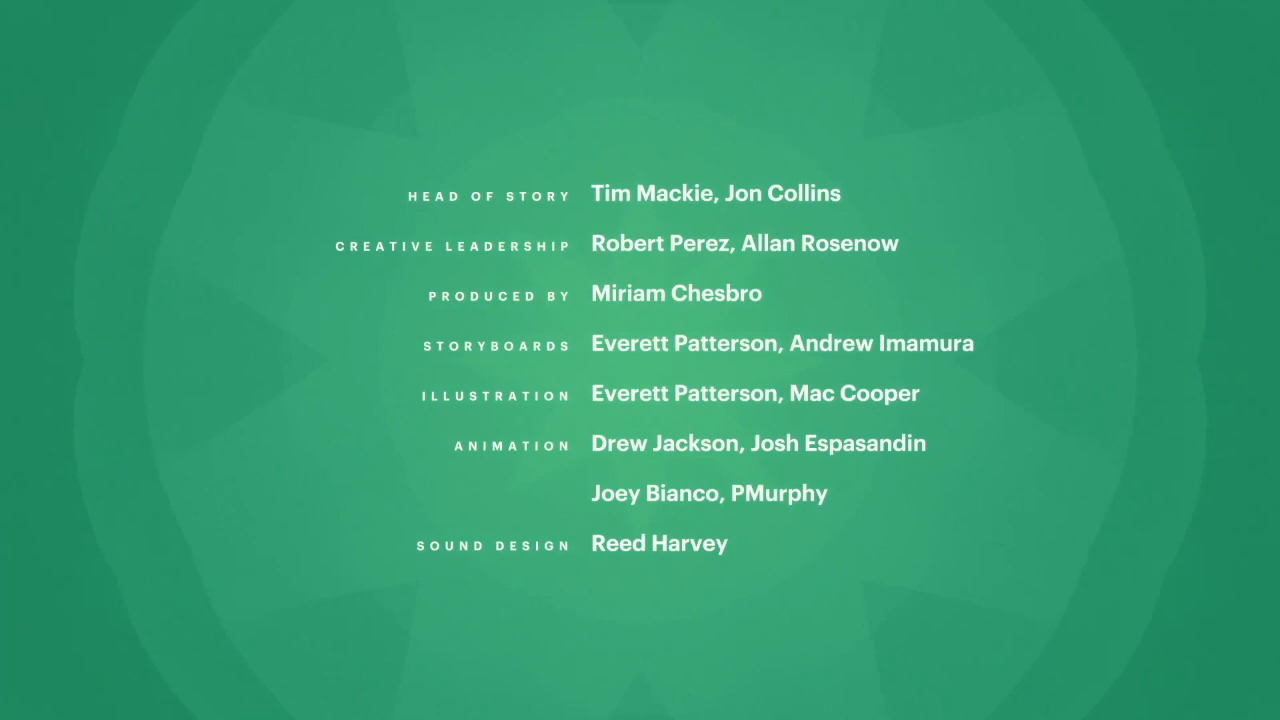 HEAD OF STORY Tim Mackie, Jon Collins
CREATIVE LEADERSHIP Robert Perez, Allan Rosenow
PRODUCED BY Miriam Chesbro
STORYBOARDS Everett Patterson, Andrew Imamura
ILLUSTRATION Everett Patterson, Mac Cooper
ANIMATION Drew Jackson, Josh Espasandin
Joey Bianco, PMurphy
SOUND DESIGN Reed Harvey